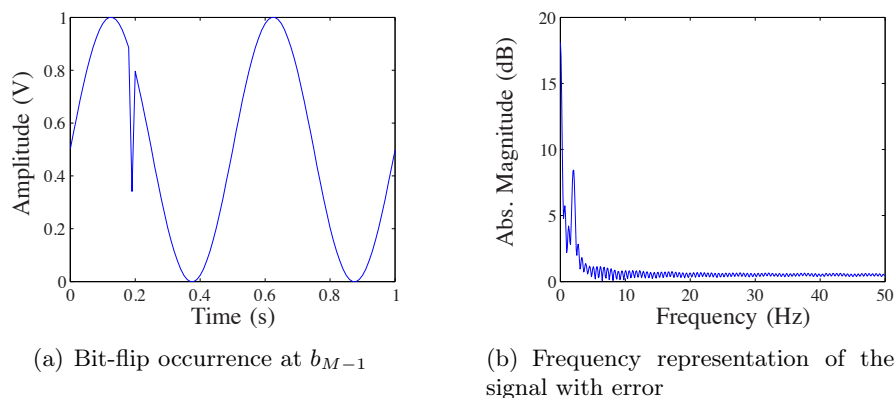 1
0.8
0.6
0.4
0.2
0
Amplitude (V)
0 0.2 0.4 0.6 0.8 1
Time (s)
(a) Bit-flip occurrence at b_{M−1}
20
15
10
5
0
Abs. Magnitude (dB)
0 10 20 30 40 50
Frequency (Hz)
(b) Frequency representation of the
signal with error